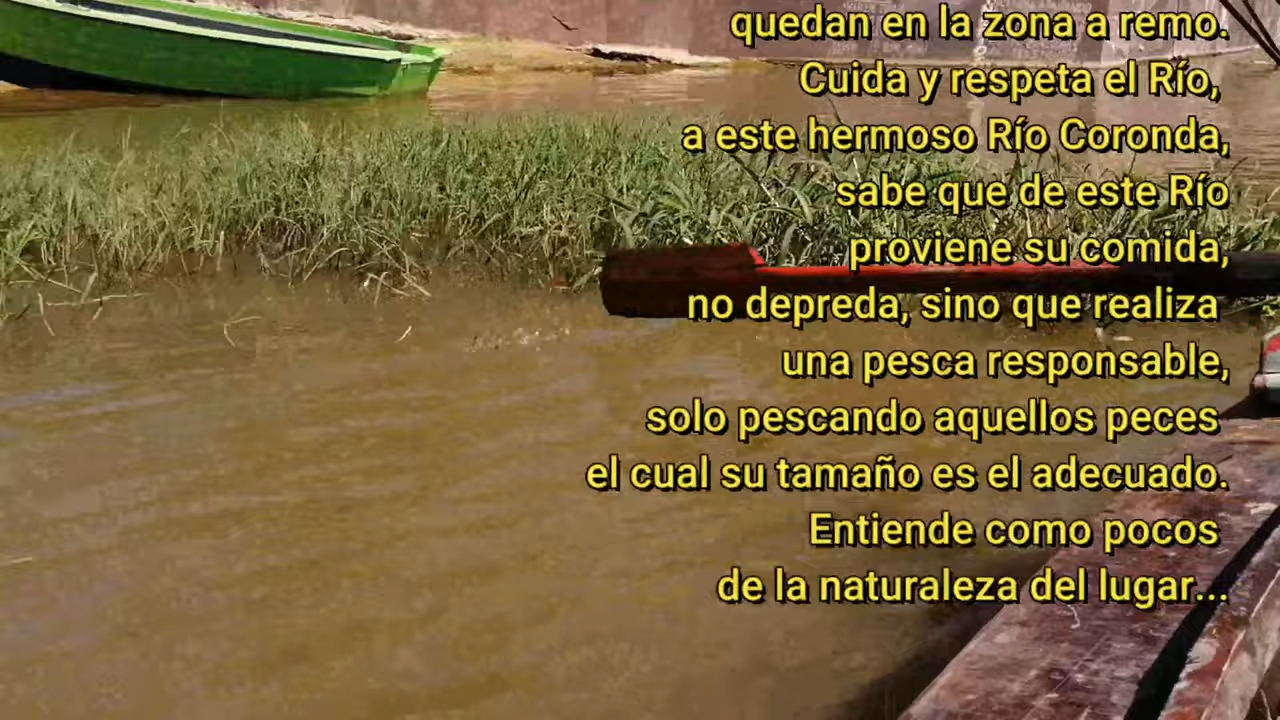 quedan en la zona a remo.
Cuida y respeta el Río,
a este hermoso Río Coronda,
sabe que de este Río
proviene su comida,
no depreda, sino que realiza
una pesca responsable,
solo pescando aquellos peces
el cual su tamaño es el adecuado.
Entiende como pocos
de la naturaleza del lugar...